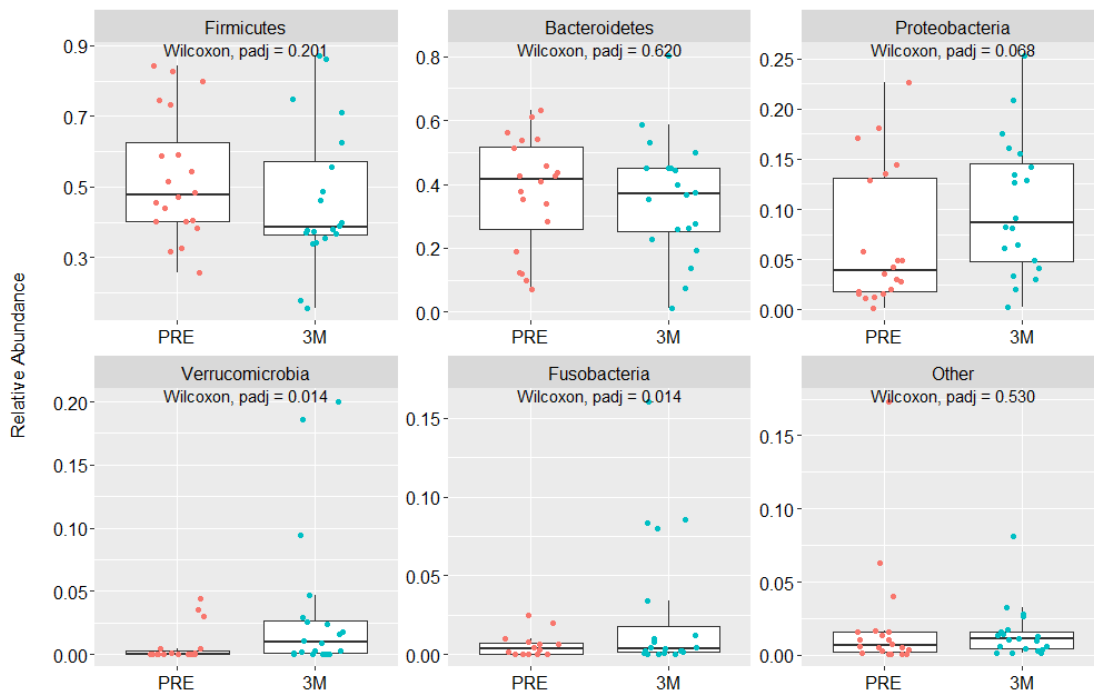 Firmicutes
Bacteroidetes
Proteobacteria
Wilcoxon, padj = 0.201
Wilcoxon, padj = 0.620
Wilcoxon, padj = 0.068
0.9
0.7
0.5
0.3
0.8
0.6
0.4
0.2
0.0
0.25
0.20
0.15
0.10
0.05
0.00
PRE
3M
PRE
3M
PRE
3M
Relative Abundance
Verrucomicrobia
Fusobacteria
Other
Wilcoxon, padj = 0.014
Wilcoxon, padj = 0.014
Wilcoxon, padj = 0.530
0.20
0.15
0.10
0.05
0.00
0.15
0.10
0.05
0.00
0.15
0.10
0.05
0.00
PRE
3M
PRE
3M
PRE
3M